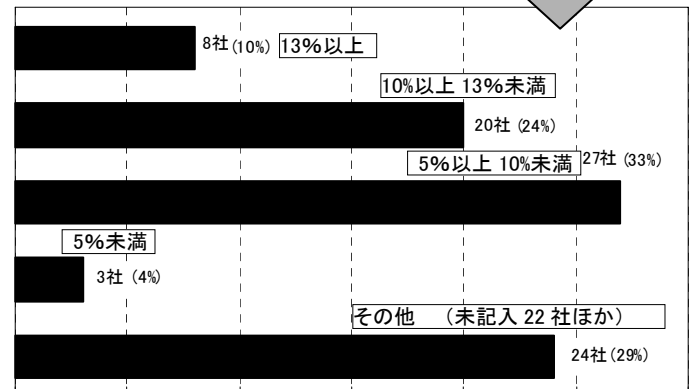 8社(10%) 13%以上
10%以上 13%未満
20社(24%)
5%以上 10%未満 27社(33%)
5%未満
3社(4%)
その他 (未記入 22 社ほか)
24社(29%)